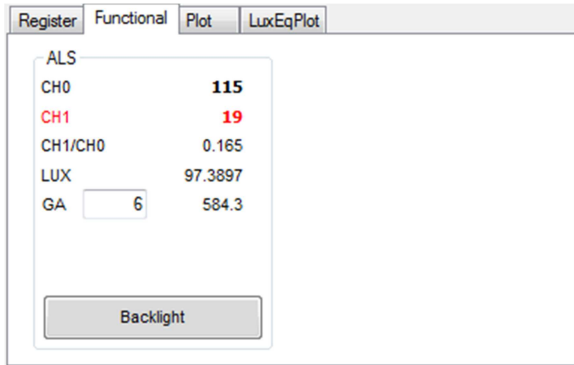 Register Functional Plot LuxEqPlot
ALS
CH0 115
CH1 19
CH1/CH0 0.165
LUX 97.3897
GA 6 584.3
Backlight